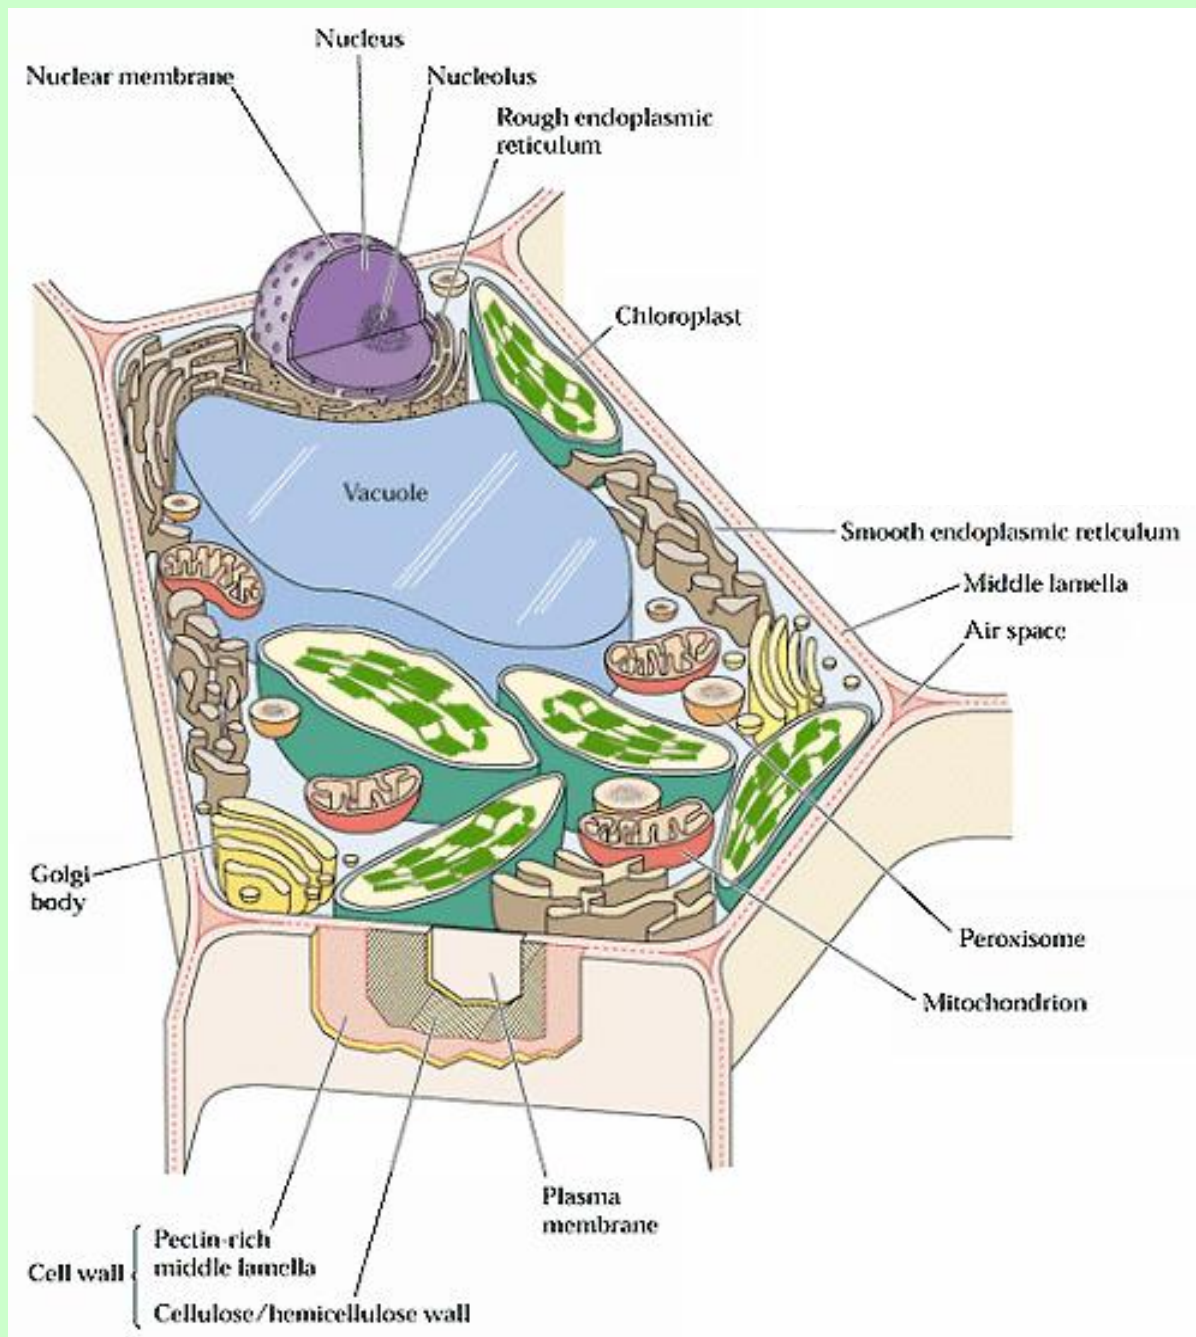 Nucleus
Nuclear membrane
Nucleolus
Rough endoplasmic
reticulum
Chloroplast
Vacuole
Smooth endoplasmic reticulum
Middle lamella
Air space
Golgi
body
Peroxisome
Mitochondrion
Plasma
membrane
Cell wall
Pectin-rich
middle lamella
Cellulose/hemicellulose wall